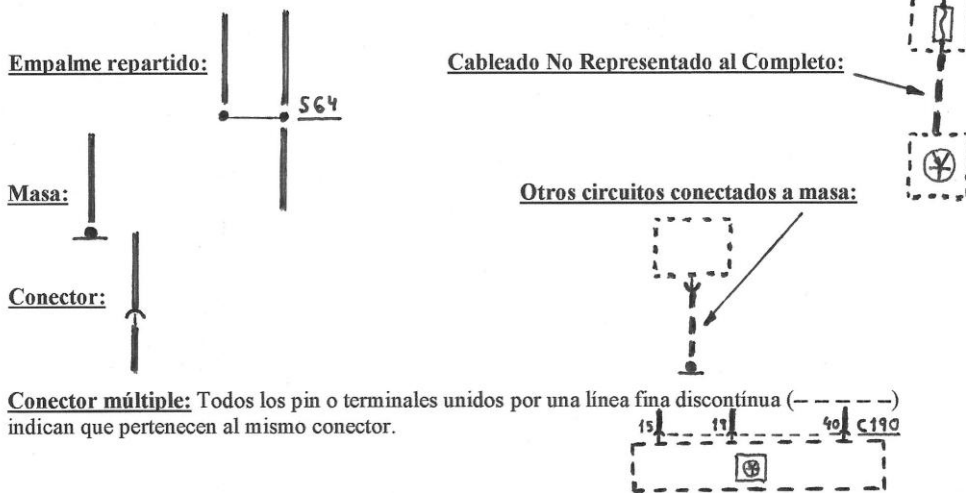 Empalme repartido:
S64
Cableado No Representado al Completo:
Masa:
Otros circuitos conectados a masa:
Conector:
Conector múltiple: Todos los pin o terminales unidos por una línea fina discontínua (– – – – –)
indican que pertenecen al mismo conector.
15 19 40 C190